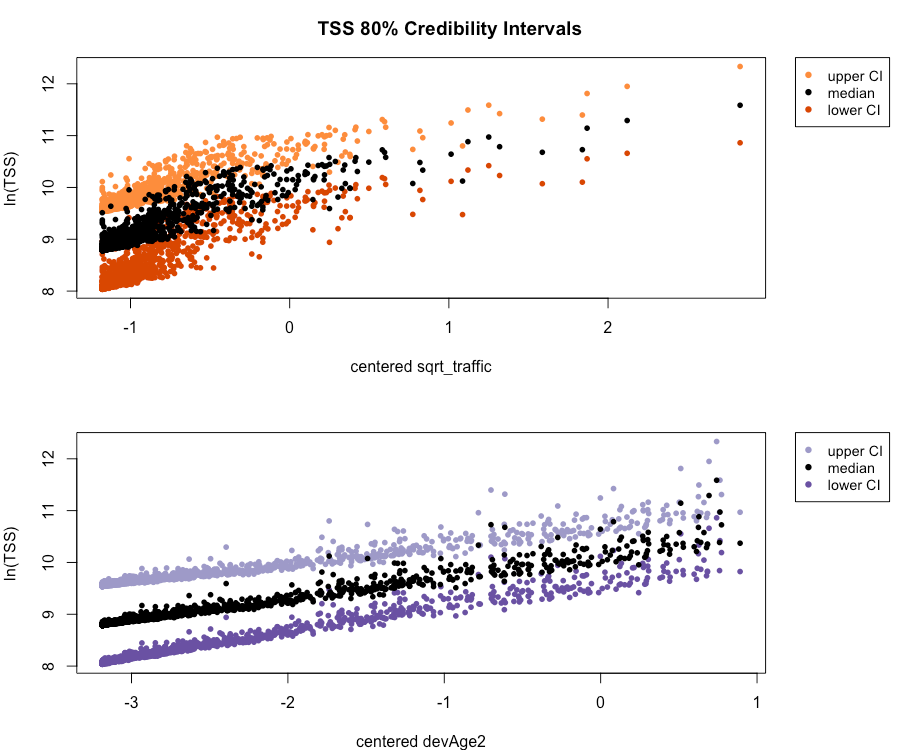 TSS 80% Credibility Intervals
ln(TSS)
12
11
10
9
8
-1
0
1
2
centered sqrt_traffic
upper CI
median
lower CI
ln(TSS)
12
11
10
9
8
-3
-2
-1
0
1
centered devAge2
upper CI
median
lower CI